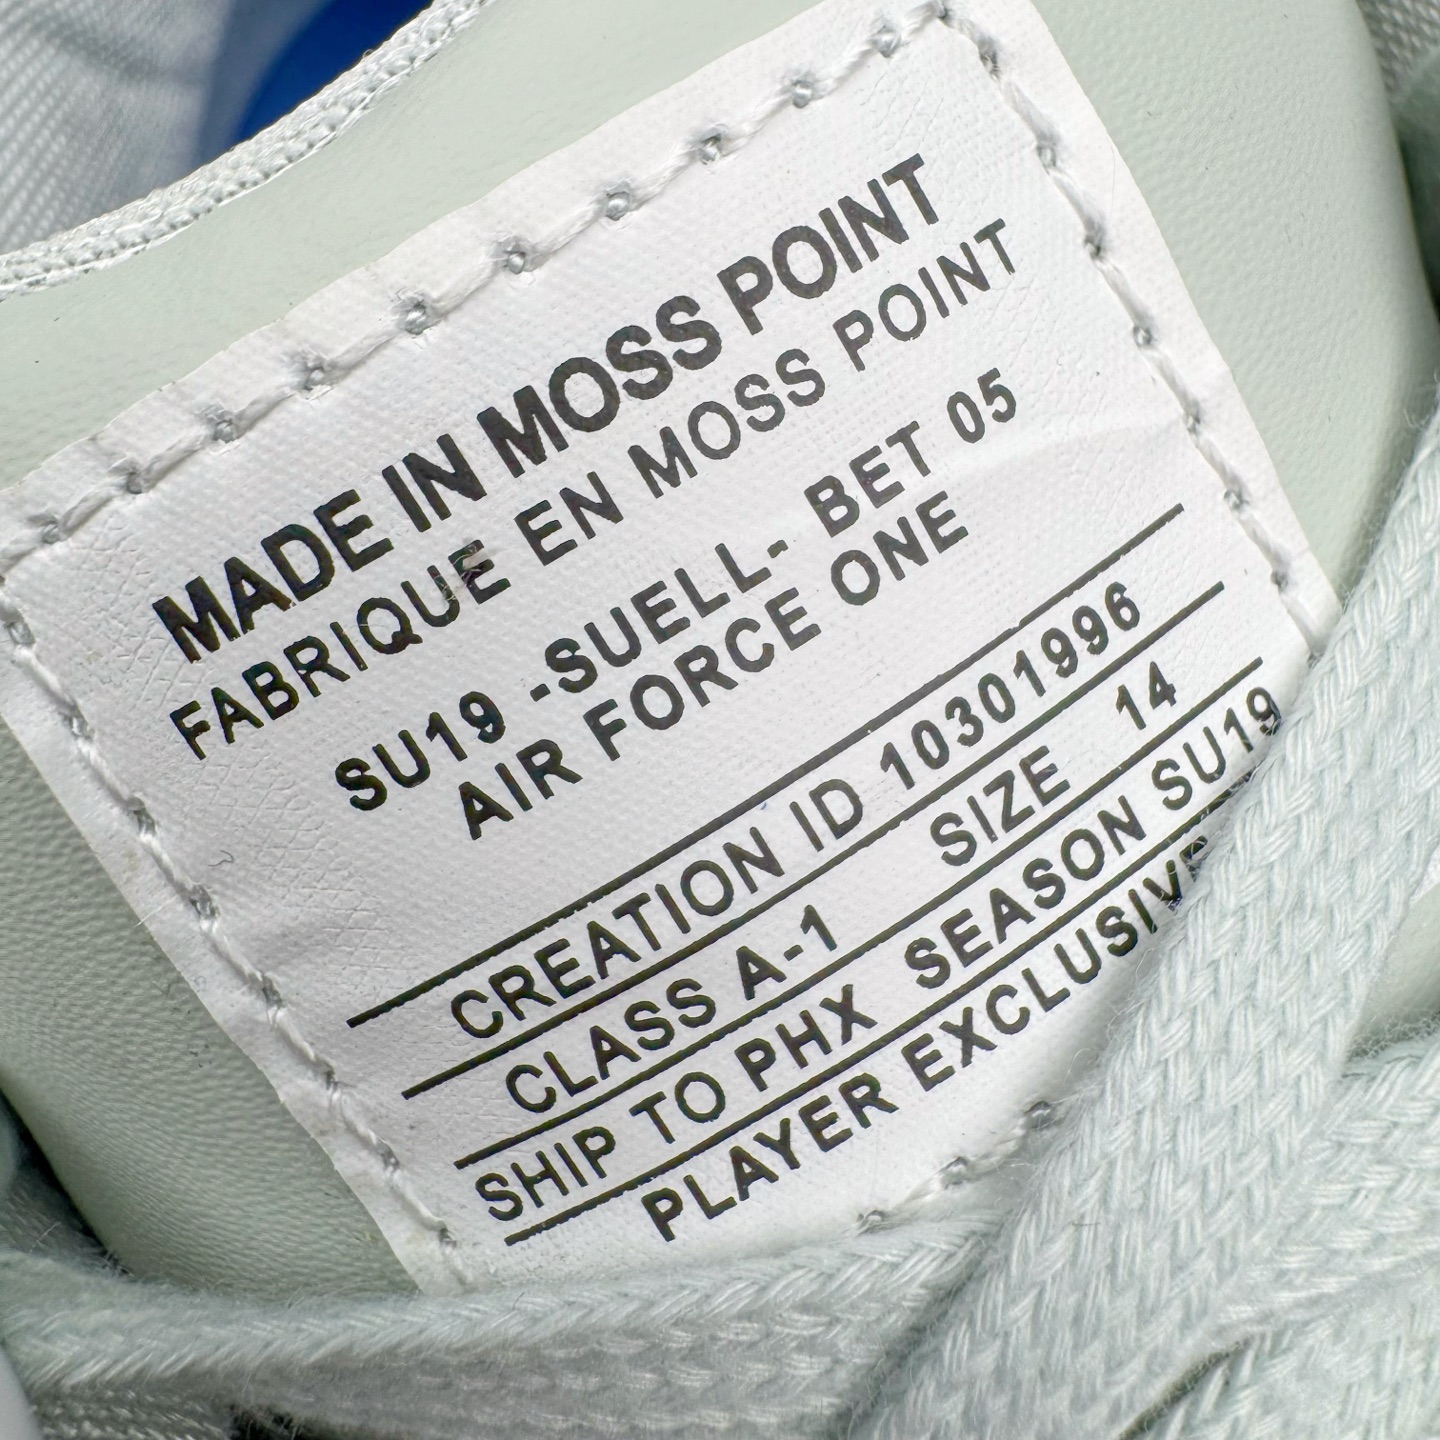 MADE IN MOSS POINT
FABRIQUE EN MOSS POINT
SU19 -SUELL- BET 05
AIR FORCE ONE
CREATION ID 10301996
CLASS A-1 SIZE 14
SHIP TO PHX SEASON SU19
PLAYER EXCLUSIVE